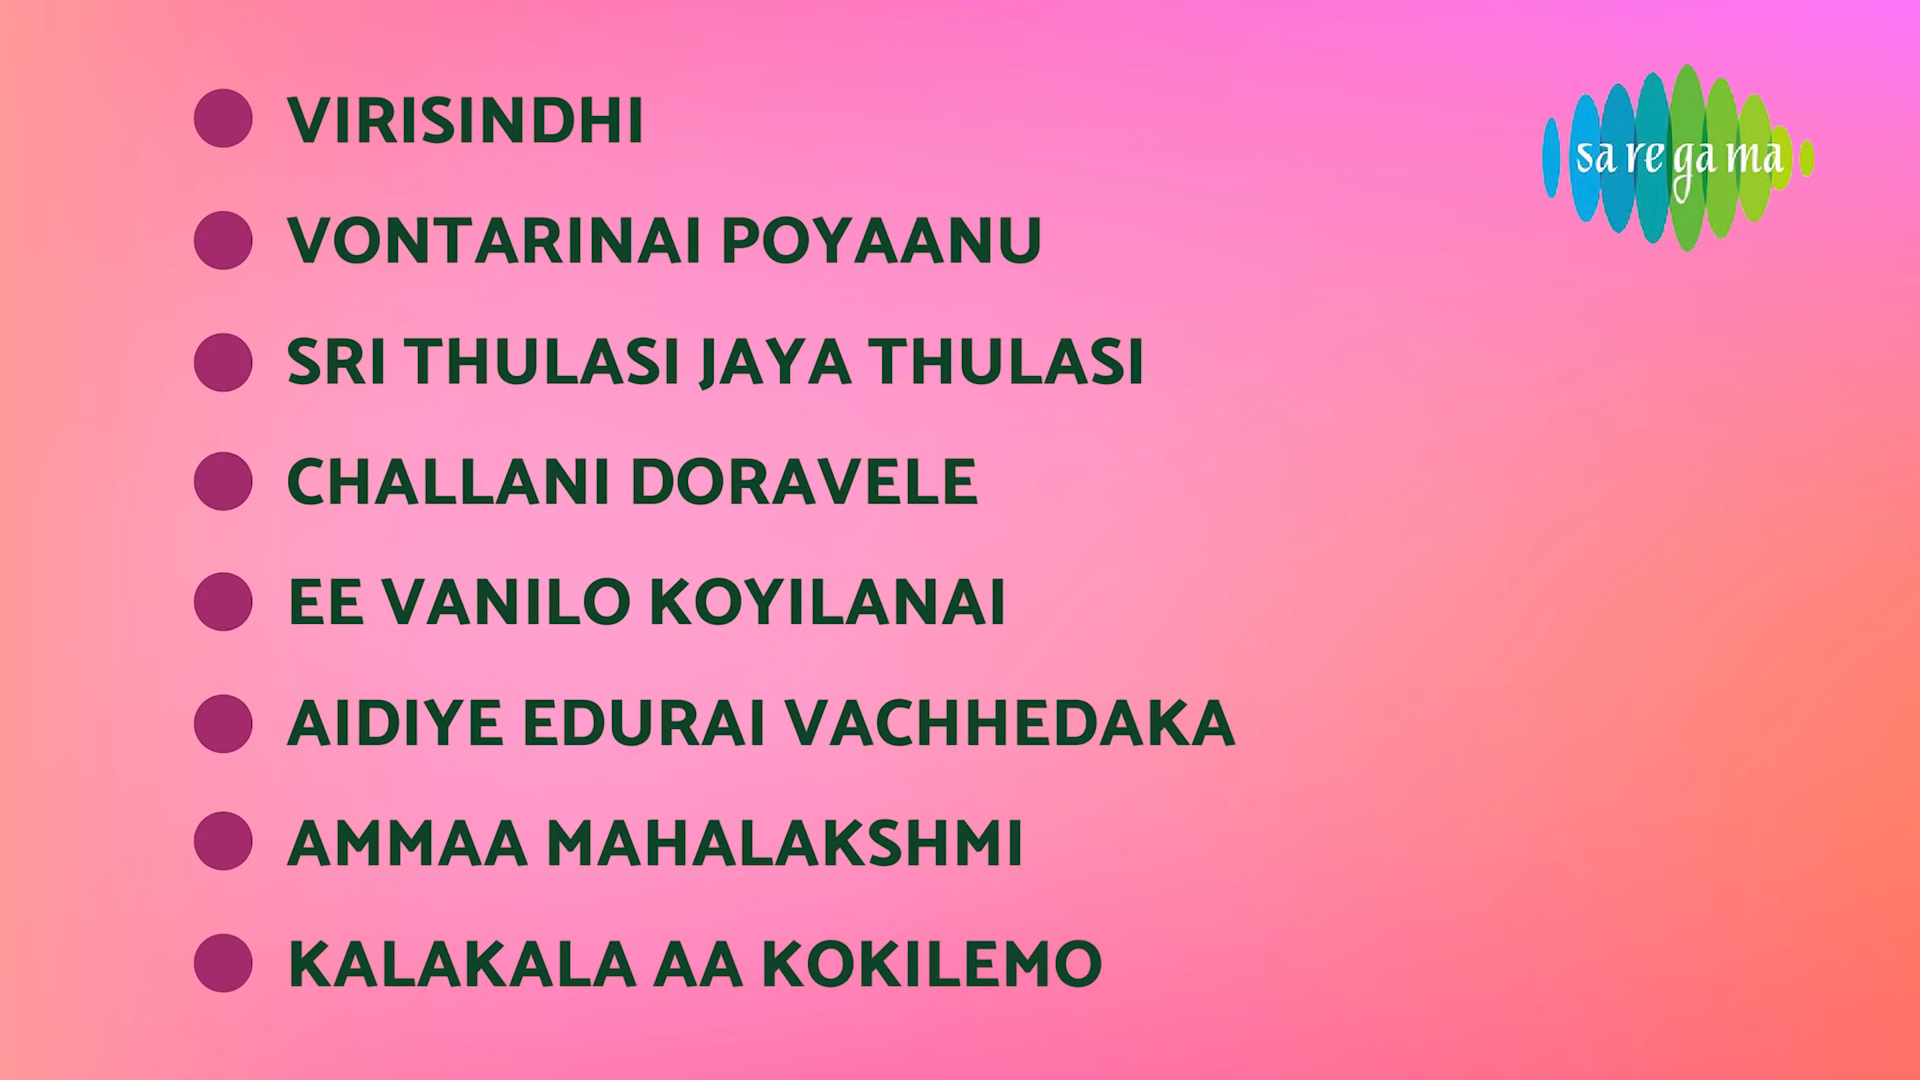 VIRISINDHI
sa re ga ma
VONTARINAI POYAANU
SRI THULASI JAYA THULASI
CHALLANI DORAVELE
EE VANILO KOYILANAI
AIDIYE EDURAI VACHHEDAKA
AMMAA MAHALAKSHMI
KALAKALA AA KOKILEMO